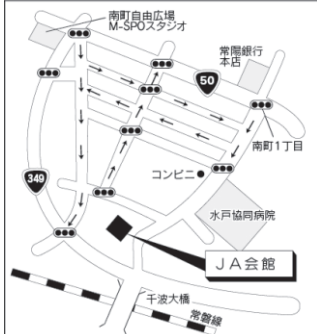 南町自由広場
M-SPOスタジオ
常陽銀行
本店
50
南町1丁目
コンビニ
349
水戸協同病院
JA会館
千波大橋
常磐線